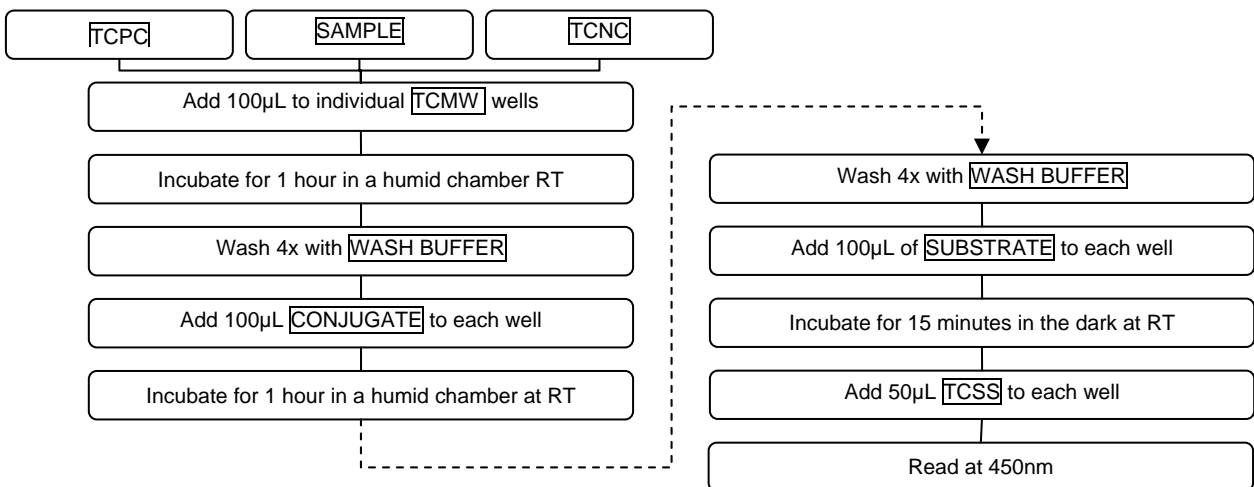 TCPC
SAMPLE
TCNC
Add 100µL to individual TCMW wells
Incubate for 1 hour in a humid chamber RT
Wash 4x with WASH BUFFER
Add 100µL CONJUGATE to each well
Incubate for 1 hour in a humid chamber at RT
Wash 4x with WASH BUFFER
Add 100µL of SUBSTRATE to each well
Incubate for 15 minutes in the dark at RT
Add 50µL TCSS to each well
Read at 450nm